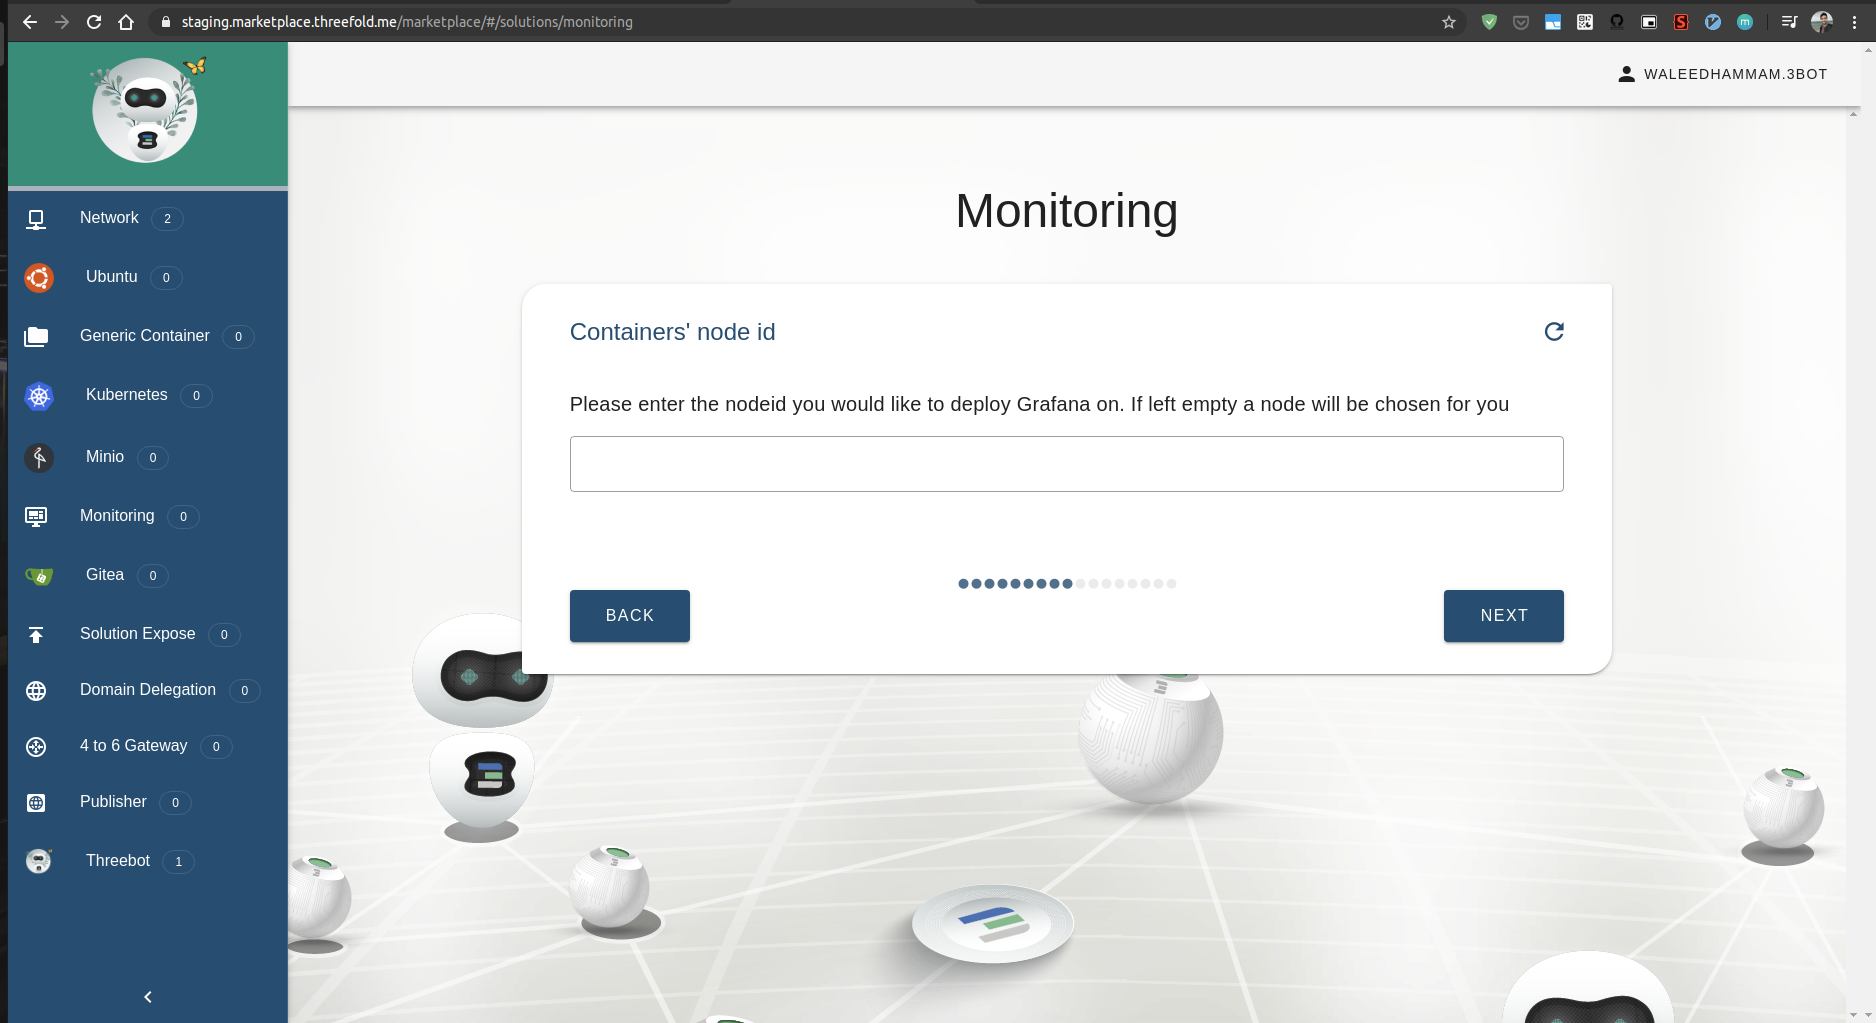 staging.marketplace.threefold.me/marketplace/#/solutions/monitoring
WALEEDHAMMAM.3BOT
Network 2
Ubuntu 0
Generic Container 0
Kubernetes 0
Minio 0
Monitoring 0
Gitea 0
Solution Expose 0
Domain Delegation 0
4 to 6 Gateway 0
Publisher 0
Threebot 1
Monitoring
Containers' node id
Please enter the nodeid you would like to deploy Grafana on. If left empty a node will be chosen for you
BACK
NEXT